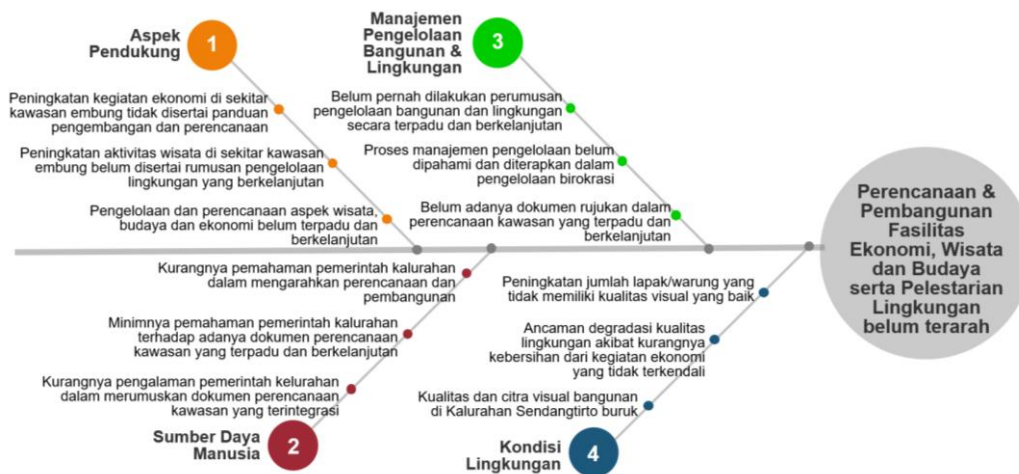 Aspek
Pendukung
1
Peningkatan kegiatan ekonomi di sekitar
kawasan embung tidak disertai panduan
pengembangan dan perencanaan
Peningkatan aktivitas wisata di sekitar kawasan
embung belum disertai rumusan pengelolaan
lingkungan yang berkelanjutan
Pengelolaan dan perencanaan aspek wisata,
budaya dan ekonomi belum terpadu dan
berkelanjutan
Manajemen
Pengelolaan
Bangunan &
Lingkungan
3
Belum pernah dilakukan perumusan
pengelolaan bangunan dan lingkungan
secara terpadu dan berkelanjutan
Proses manajemen pengelolaan belum
dipahami dan diterapkan dalam
pengelolaan birokrasi
Belum adanya dokumen rujukan dalam
perencanaan kawasan yang terpadu dan
berkelanjutan
Kurangnya pemahaman pemerintah kalurahan
dalam mengarahkan perencanaan dan
pembangunan
Minimnya pemahaman pemerintah kalurahan
terhadap adanya dokumen perencanaan
kawasan yang terpadu dan berkelanjutan
Kurangnya pengalaman pemerintah kelurahan
dalam merumuskan dokumen perencanaan
kawasan yang terintegrasi
Sumber Daya
Manusia
2
Peningkatan jumlah lapak/warung yang
tidak memiliki kualitas visual yang baik
Ancaman degradasi kualitas
lingkungan akibat kurangnya
kebersihan dari kegiatan ekonomi
yang tidak terkendali
Kualitas dan citra visual bangunan
di Kalurahan Sendangtirto buruk
Kondisi
Lingkungan
4
Perencanaan &
Pembangunan
Fasilitas
Ekonomi, Wisata
dan Budaya
serta Pelestarian
Lingkungan
belum terarah